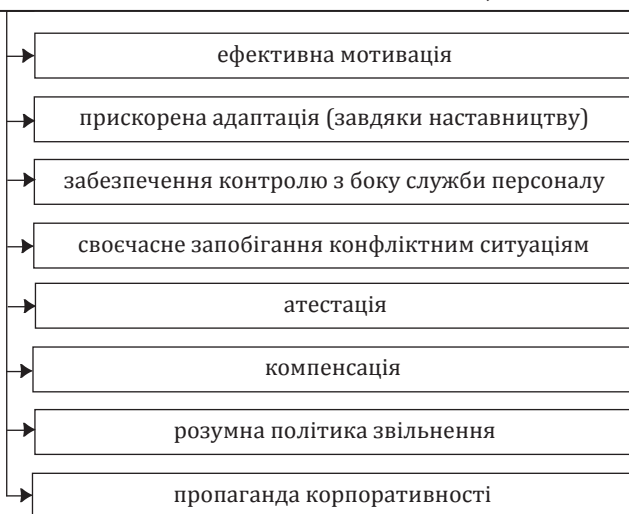 ефективна мотивація
прискорена адаптація (завдяки наставництву)
забезпечення контролю з боку служби персоналу
своєчасне запобігання конфліктним ситуаціям
атестація
компенсація
розумна політика звільнення
пропаганда корпоративності